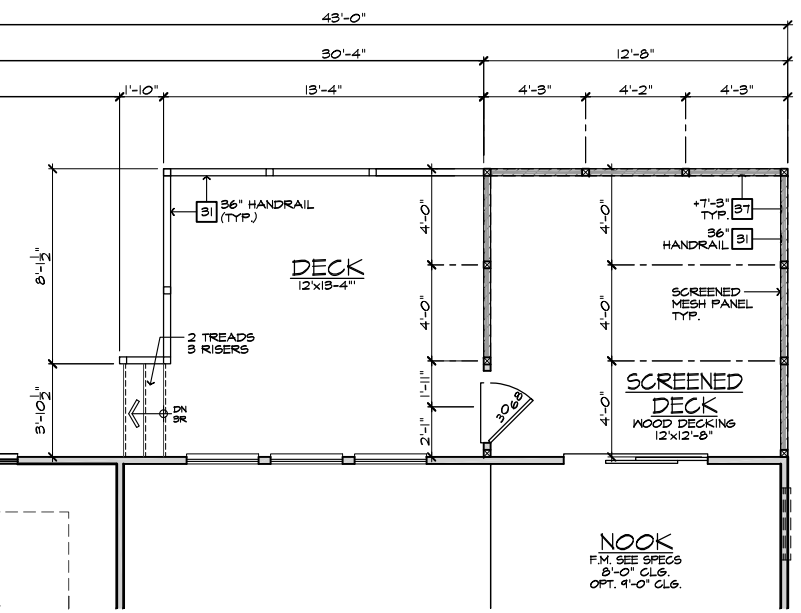 43'-0"
30'-4"
12'-8"
1'-10"
13'-4"
4'-3"
4'-2"
4'-3"
31
36" HANDRAIL
(TYP.)
4'-0"
4'-0"
+7'-3"
TYP.
37
36"
HANDRAIL
31
8'-1 1/2"
DECK
12'x13-4"'
4'-0"
4'-0"
SCREENED
MESH PANEL
TYP.
2 TREADS
3 RISERS
3'-10 1/2"
DN
3R
1'-11"
2'-1"
3068
4'-0"
SCREENED
DECK
WOOD DECKING
12'x12'-8"
NOOK
F.M. SEE SPECS
8'-0" CLG.
OPT. 9'-0" CLG.